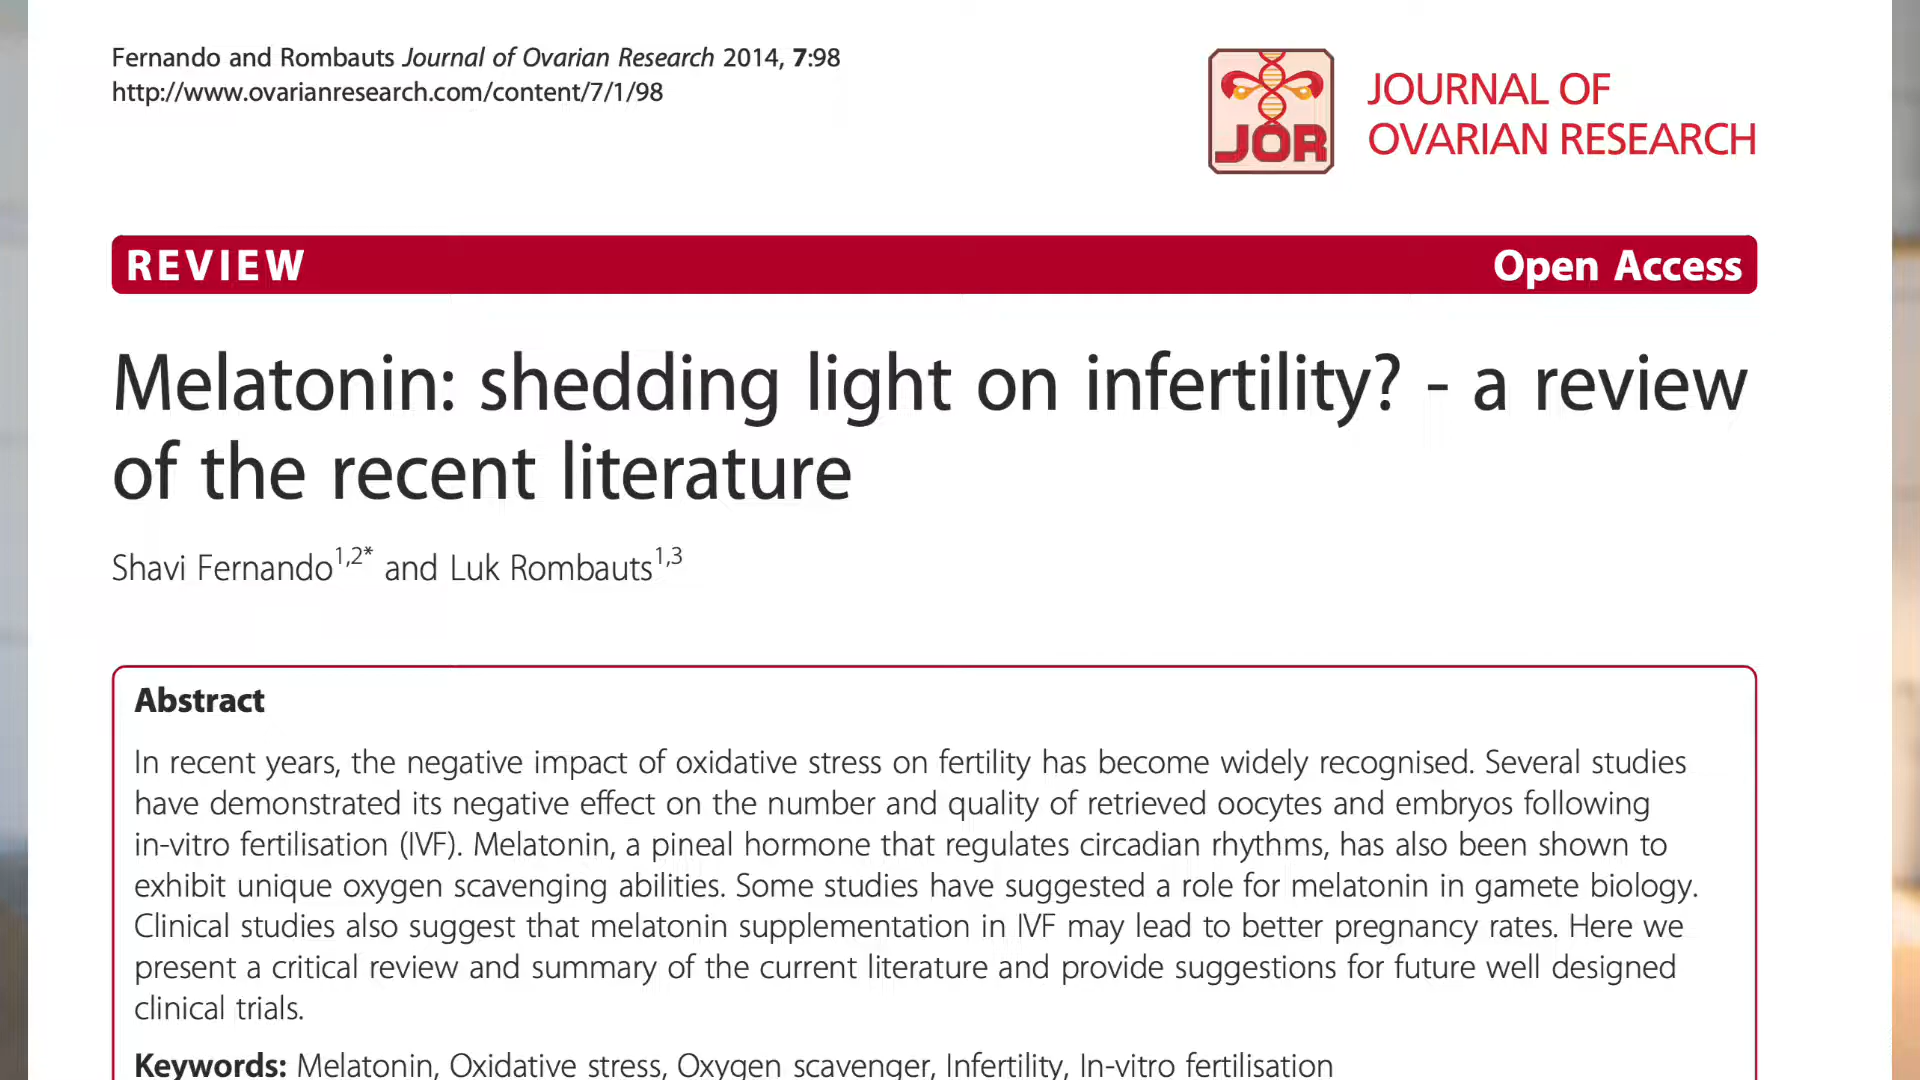 Fernando and Rombauts Journal of Ovarian Research 2014, 7:98
http://www.ovarianresearch.com/content/7/1/98
JOR
JOURNAL OF
OVARIAN RESEARCH
REVIEW
Open Access
Melatonin: shedding light on infertility? - a review
of the recent literature
Shavi Fernando1,2* and Luk Rombauts1,3
Abstract
In recent years, the negative impact of oxidative stress on fertility has become widely recognised. Several studies
have demonstrated its negative effect on the number and quality of retrieved oocytes and embryos following
in-vitro fertilisation (IVF). Melatonin, a pineal hormone that regulates circadian rhythms, has also been shown to
exhibit unique oxygen scavenging abilities. Some studies have suggested a role for melatonin in gamete biology.
Clinical studies also suggest that melatonin supplementation in IVF may lead to better pregnancy rates. Here we
present a critical review and summary of the current literature and provide suggestions for future well designed
clinical trials.
Keywords: Melatonin, Oxidative stress, Oxygen scavenger, Infertility, In-vitro fertilisation